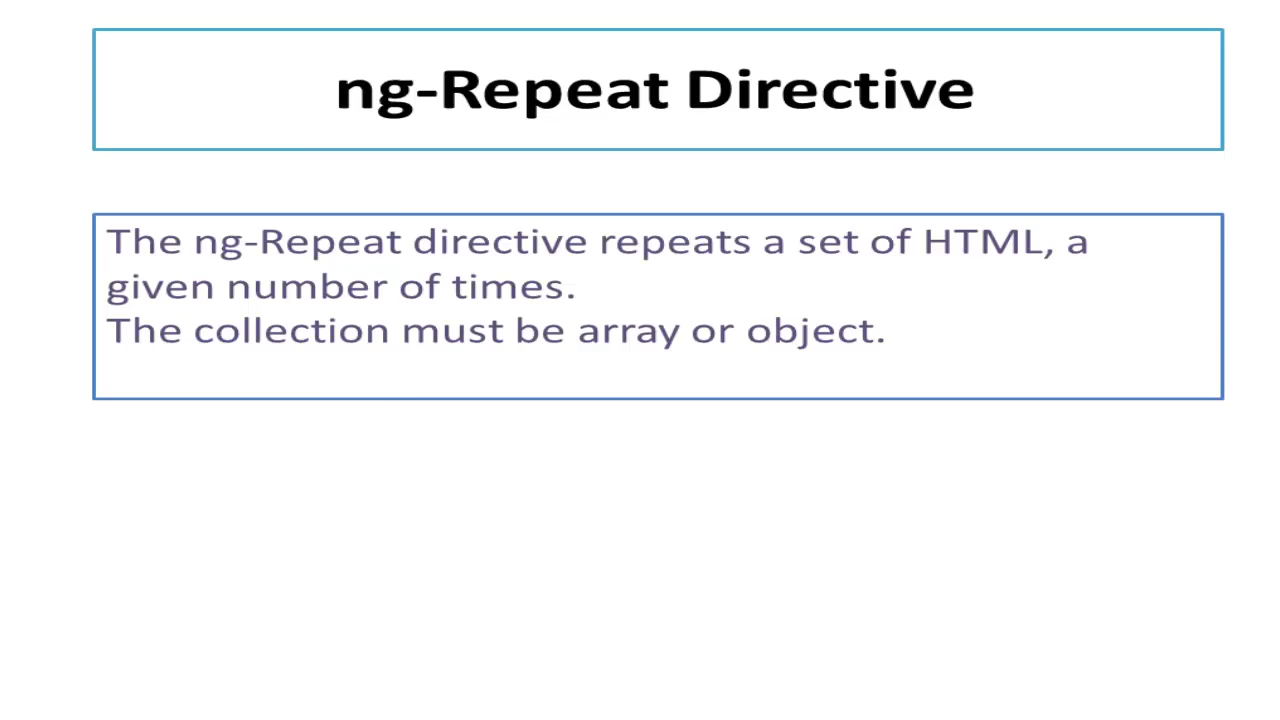 ng-Repeat Directive
The ng-Repeat directive repeats a set of HTML, a
given number of times.
The collection must be array or object.